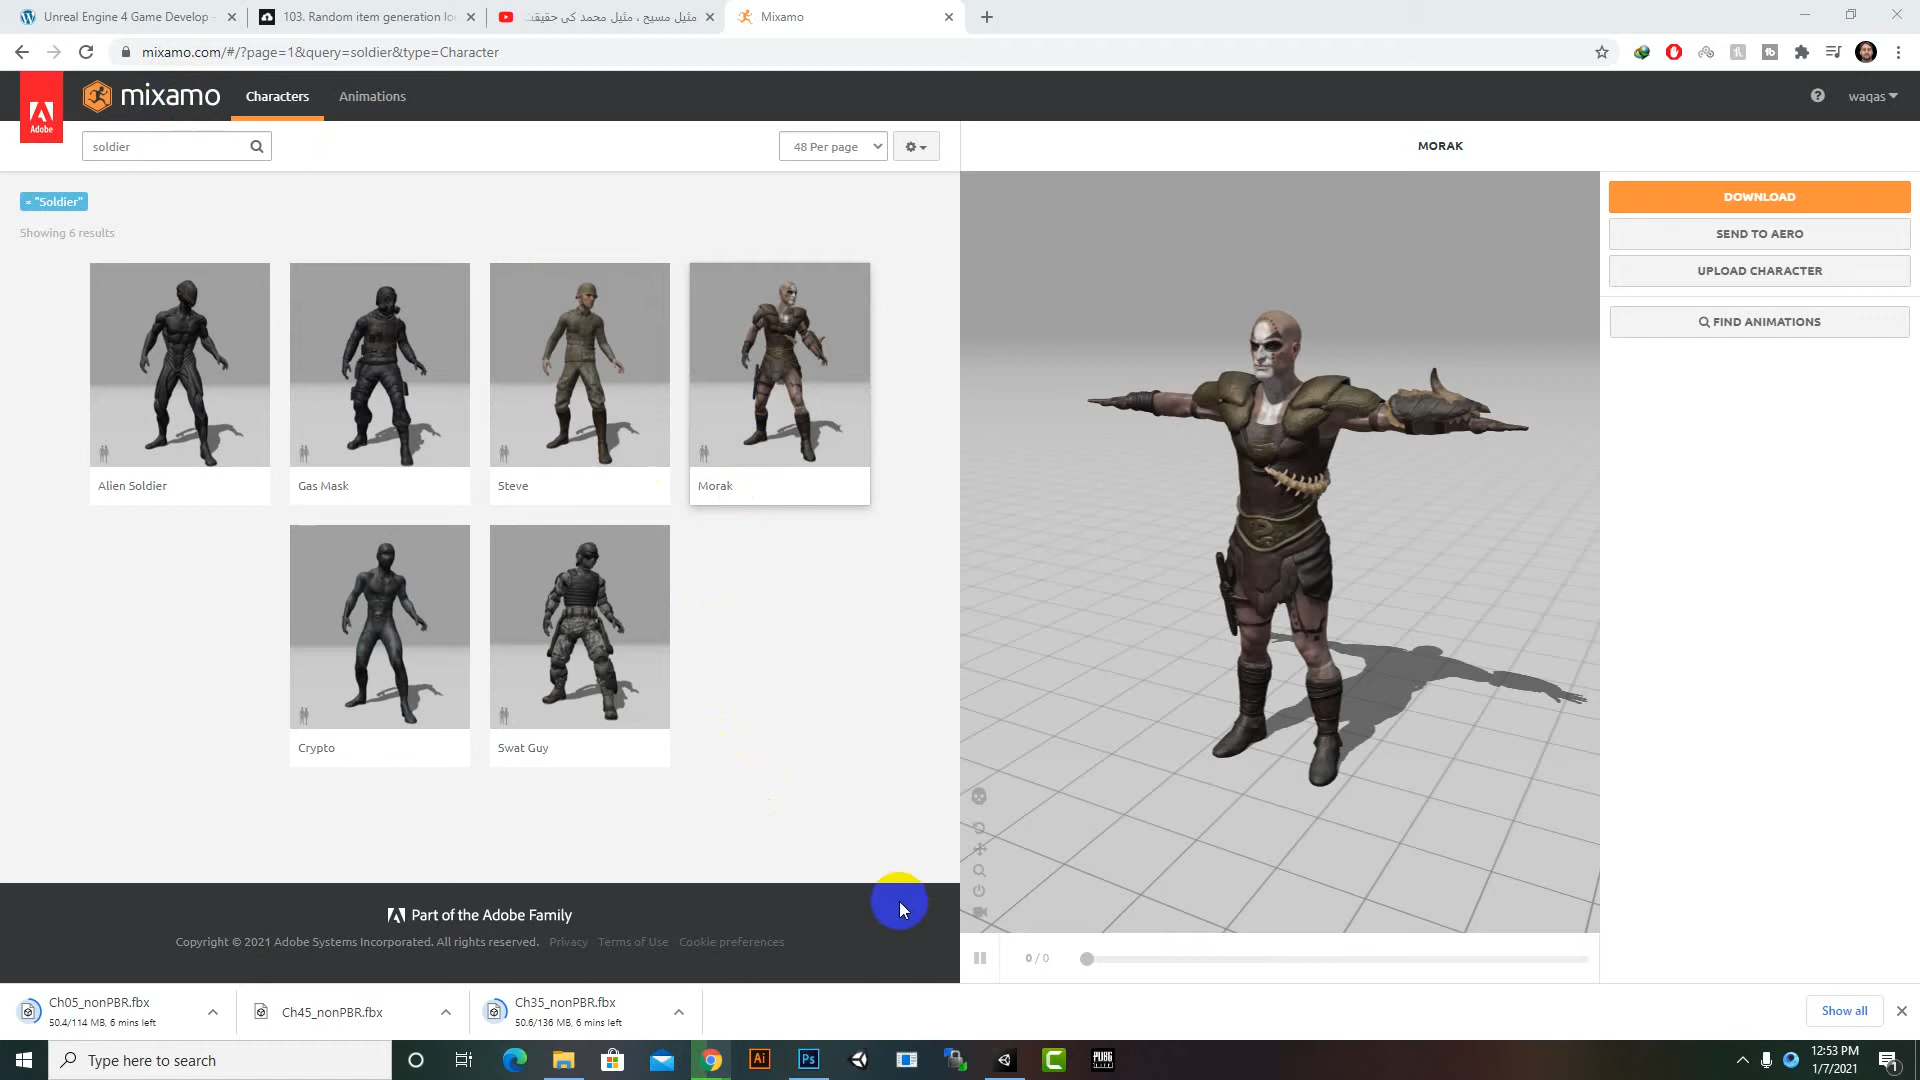 Unreal Engine 4 Game Develop
103. Random item generation lo
مثیل مسیح ، مثیل محمد کی حقیقت
Mixamo
mixamo.com/#/?page=1&query=soldier&type=Character
Adobe
mixamo
Characters
Animations
waqas
soldier
48 Per page
MORAK
× "Soldier"
Showing 6 results
DOWNLOAD
SEND TO AERO
UPLOAD CHARACTER
FIND ANIMATIONS
Alien Soldier
Gas Mask
Steve
Morak
Crypto
Swat Guy
Part of the Adobe Family
Copyright © 2021 Adobe Systems Incorporated. All rights reserved. Privacy Terms of Use Cookie preferences
0 / 0
Ch05_nonPBR.fbx
50.4/114 MB, 6 mins left
Ch45_nonPBR.fbx
Ch35_nonPBR.fbx
50.6/136 MB, 6 mins left
Show all
Type here to search
Ai
Ps
C
PUBG
12:53 PM
1/7/2021
1